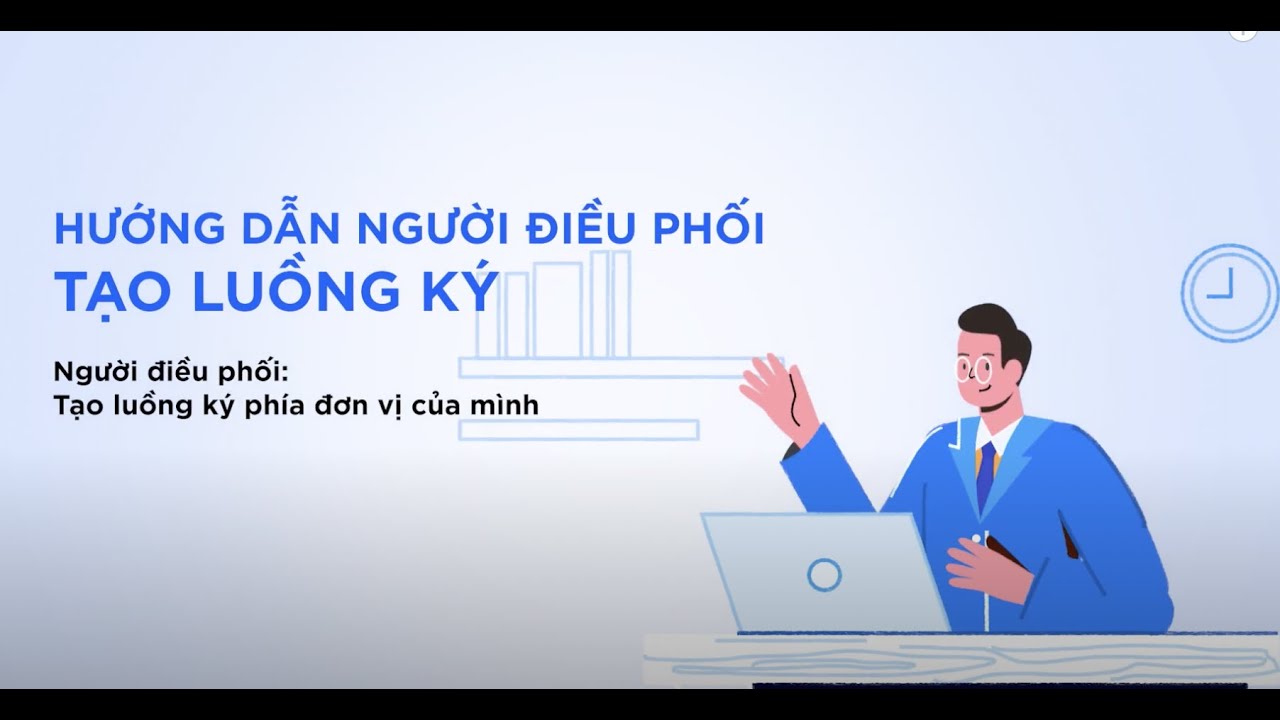 HƯỚNG DẪN NGƯỜI ĐIỀU PHỐI
TẠO LUỒNG KÝ
Người điều phối:
Tạo luồng ký phía đơn vị của mình